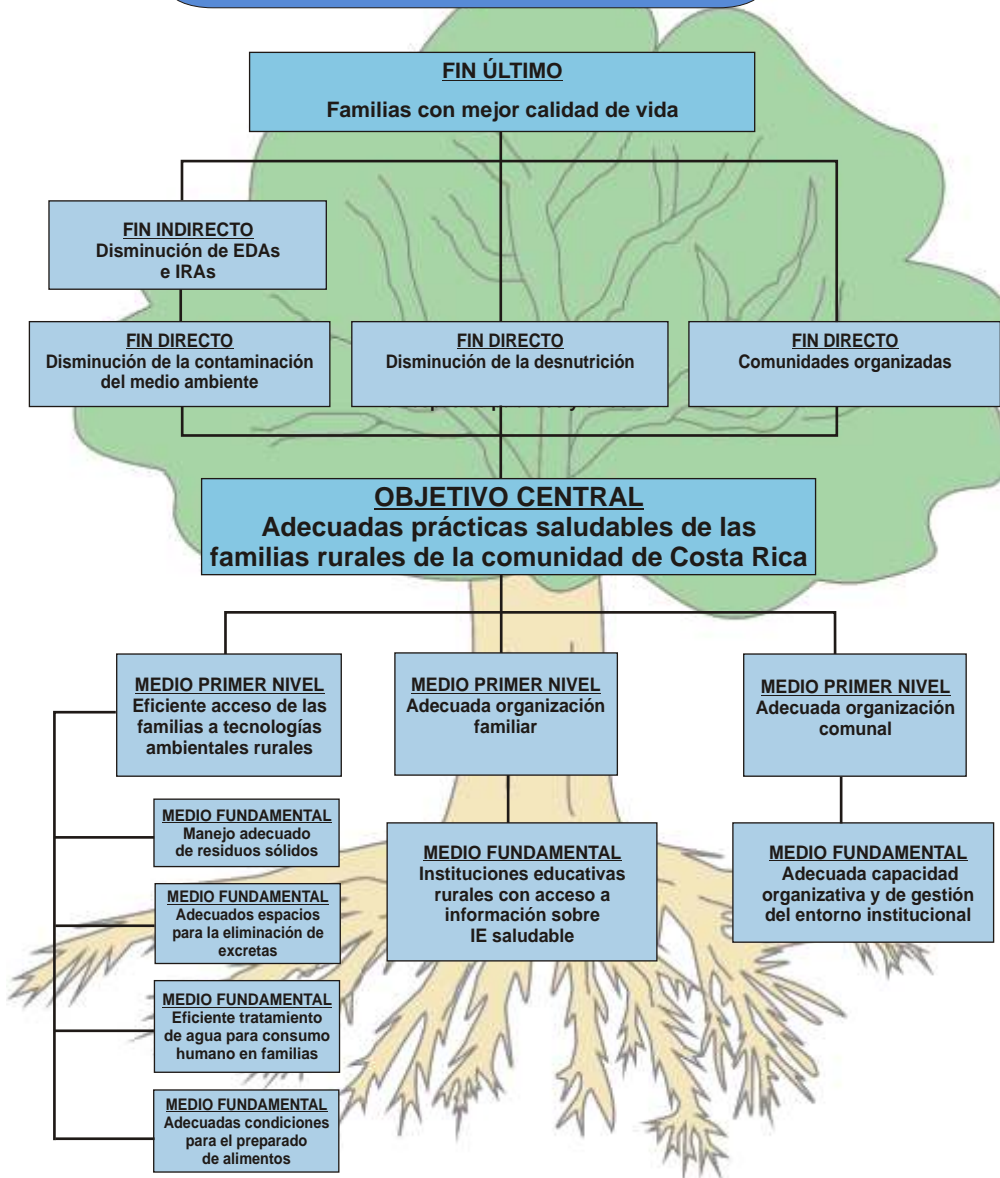 FIN ÚLTIMO
Familias con mejor calidad de vida
FIN INDIRECTO
Disminución de EDAs
e IRAs
FIN DIRECTO
Disminución de la contaminación
del medio ambiente
FIN DIRECTO
Disminución de la desnutrición
FIN DIRECTO
Comunidades organizadas
OBJETIVO CENTRAL
Adecuadas prácticas saludables de las
familias rurales de la comunidad de Costa Rica
MEDIO PRIMER NIVEL
Eficiente acceso de las
familias a tecnologías
ambientales rurales
MEDIO PRIMER NIVEL
Adecuada organización
familiar
MEDIO PRIMER NIVEL
Adecuada organización
comunal
MEDIO FUNDAMENTAL
Manejo adecuado
de residuos sólidos
MEDIO FUNDAMENTAL
Adecuados espacios
para la eliminación de
excretas
MEDIO FUNDAMENTAL
Eficiente tratamiento
de agua para consumo
humano en familias
MEDIO FUNDAMENTAL
Adecuadas condiciones
para el preparado
de alimentos
MEDIO FUNDAMENTAL
Instituciones educativas
rurales con acceso a
información sobre
IE saludable
MEDIO FUNDAMENTAL
Adecuada capacidad
organizativa y de gestión
del entorno institucional